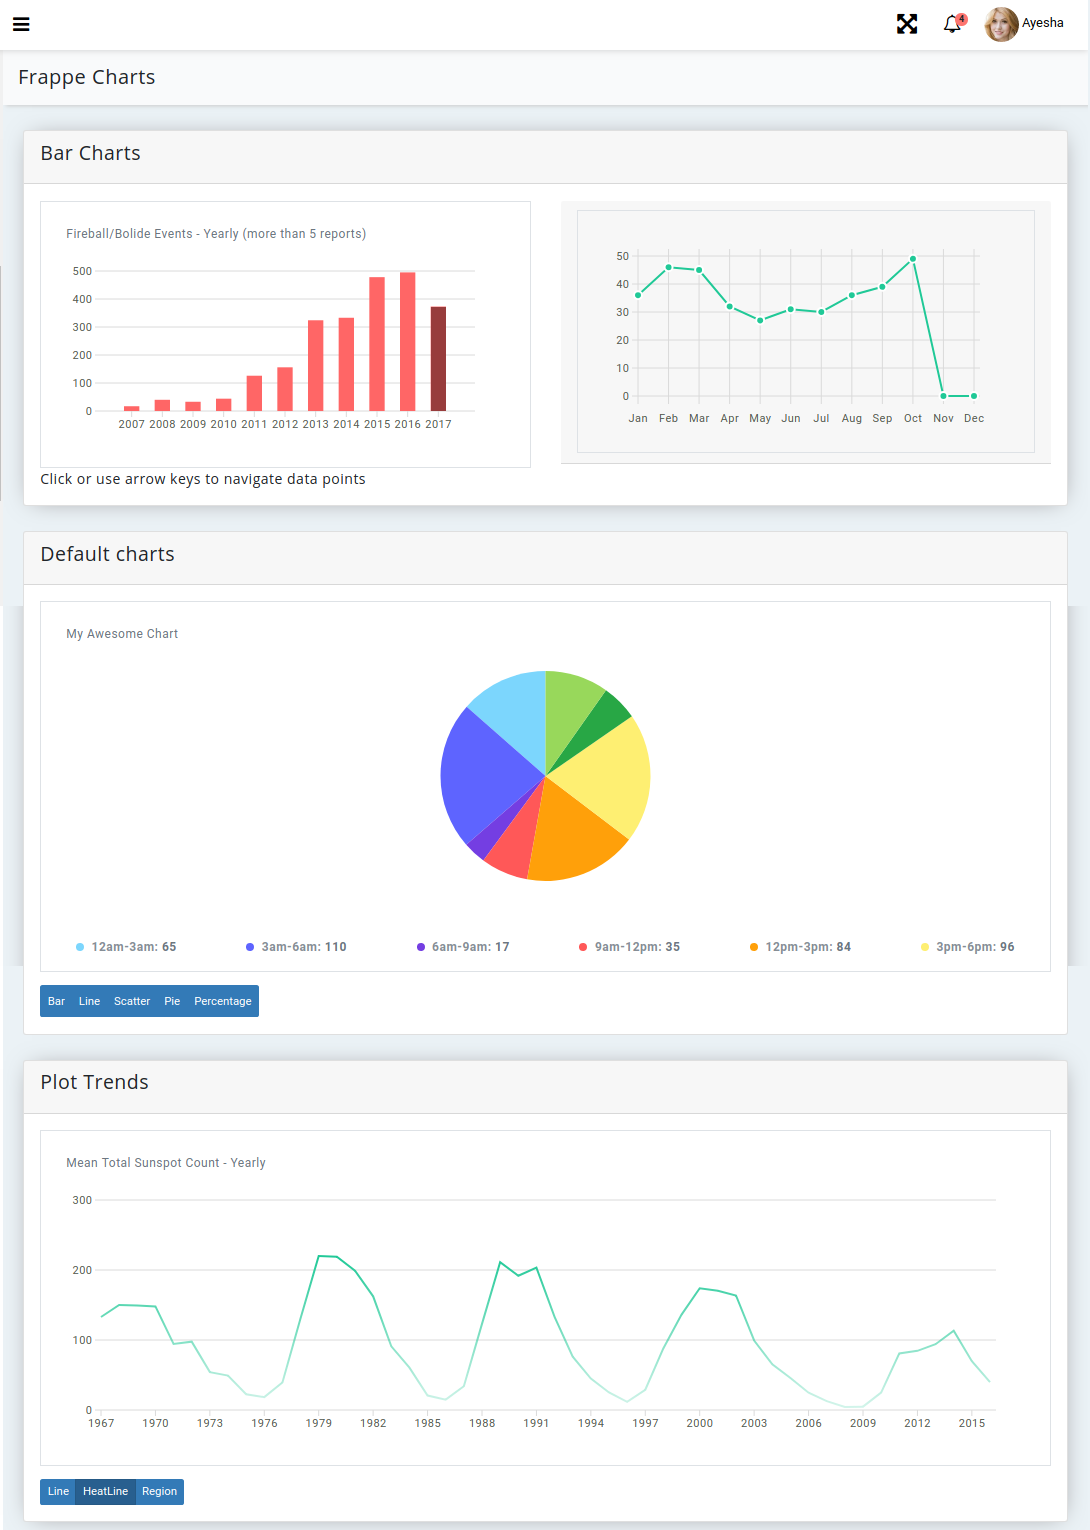 4
Ayesha
Frappe Charts
Bar Charts
Fireball/Bolide Events - Yearly (more than 5 reports)
500
400
300
200
100
0
2007 2008 2009 2010 2011 2012 2013 2014 2015 2016 2017
50
40
30
20
10
0
Jan Feb Mar Apr May Jun Jul Aug Sep Oct Nov Dec
Click or use arrow keys to navigate data points
Default charts
My Awesome Chart
12am-3am: 65 3am-6am: 110 6am-9am: 17 9am-12pm: 35 12pm-3pm: 84 3pm-6pm: 96
Bar Line Scatter Pie Percentage
Plot Trends
Mean Total Sunspot Count - Yearly
300
200
100
0
1967 1970 1973 1976 1979 1982 1985 1988 1991 1994 1997 2000 2003 2006 2009 2012 2015
Line HeatLine Region